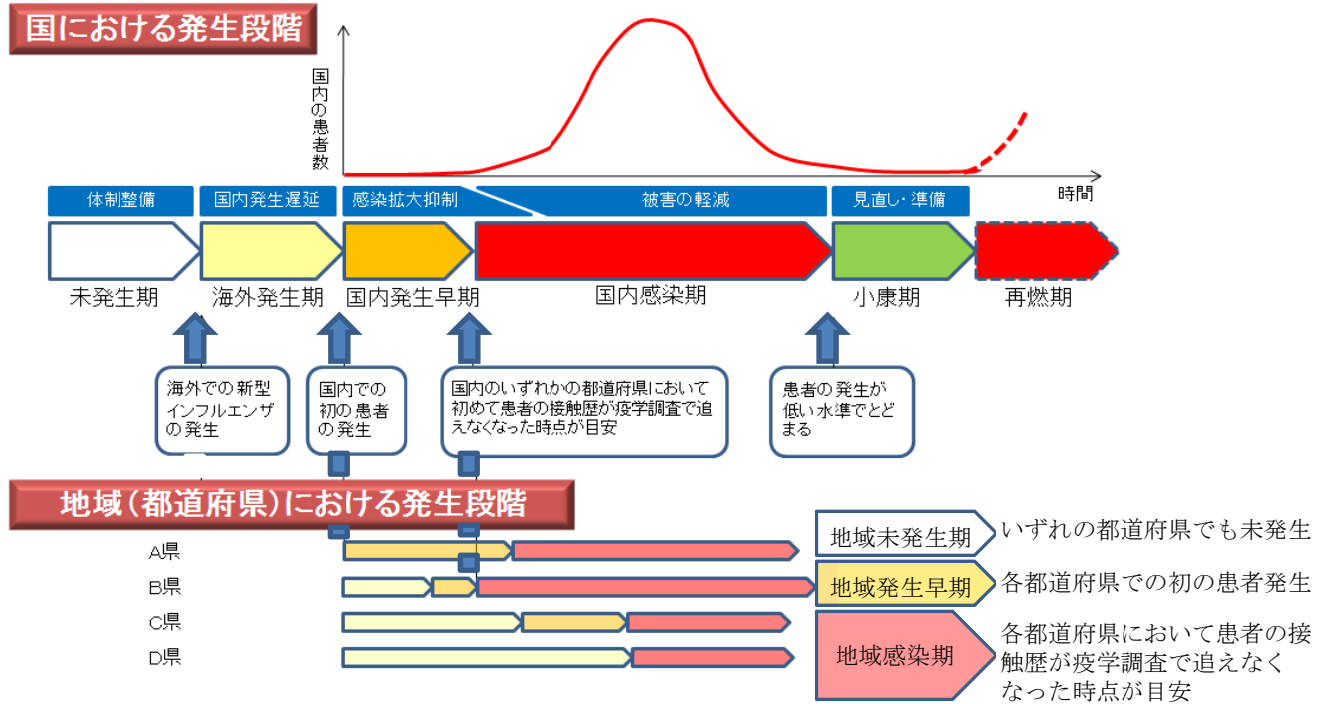 国における発生段階
国内の患者数
時間
体制整備
国内発生遅延
感染拡大抑制
被害の軽減
見直し・準備
未発生期
海外発生期
国内発生早期
国内感染期
小康期
再燃期
海外での新型
インフルエンザ
の発生
国内での
初の患者
の発生
国内のいずれかの都道府県において
初めて患者の接触歴が疫学調査で追
えなくなった時点が目安
患者の発生が
低い水準でとど
まる
地域(都道府県)における発生段階
A県
B県
C県
D県
地域未発生期
いずれの都道府県でも未発生
地域発生早期
各都道府県での初の患者発生
地域感染期
各都道府県において患者の接
触歴が疫学調査で追えなく
なった時点が目安